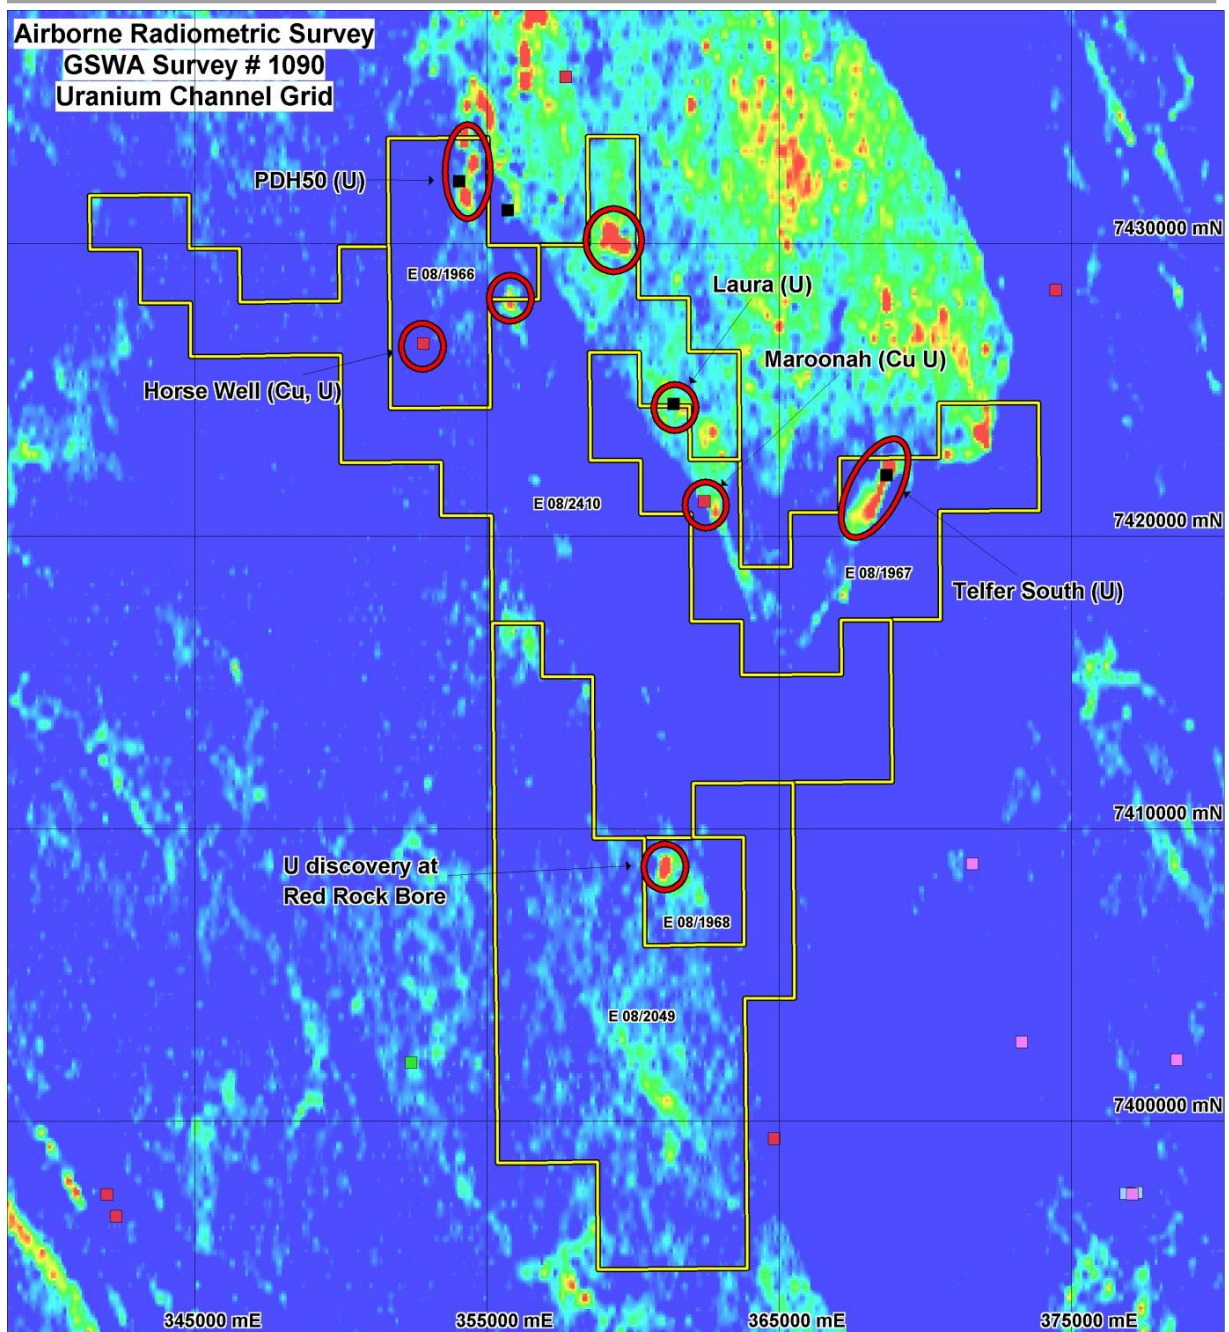 Airborne Radiometric Survey
GSWA Survey # 1090
Uranium Channel Grid
PDH50 (U)
7430000 mN
E 08/1966
Laura (U)
Maroonah (Cu U)
Horse Well (Cu, U)
E 08/2410
7420000 mN
E 08/1967
Telfer South (U)
7410000 mN
U discovery at
Red Rock Bore
E 08/1968
E 08/2049
7400000 mN
345000 mE
355000 mE
365000 mE
375000 mE